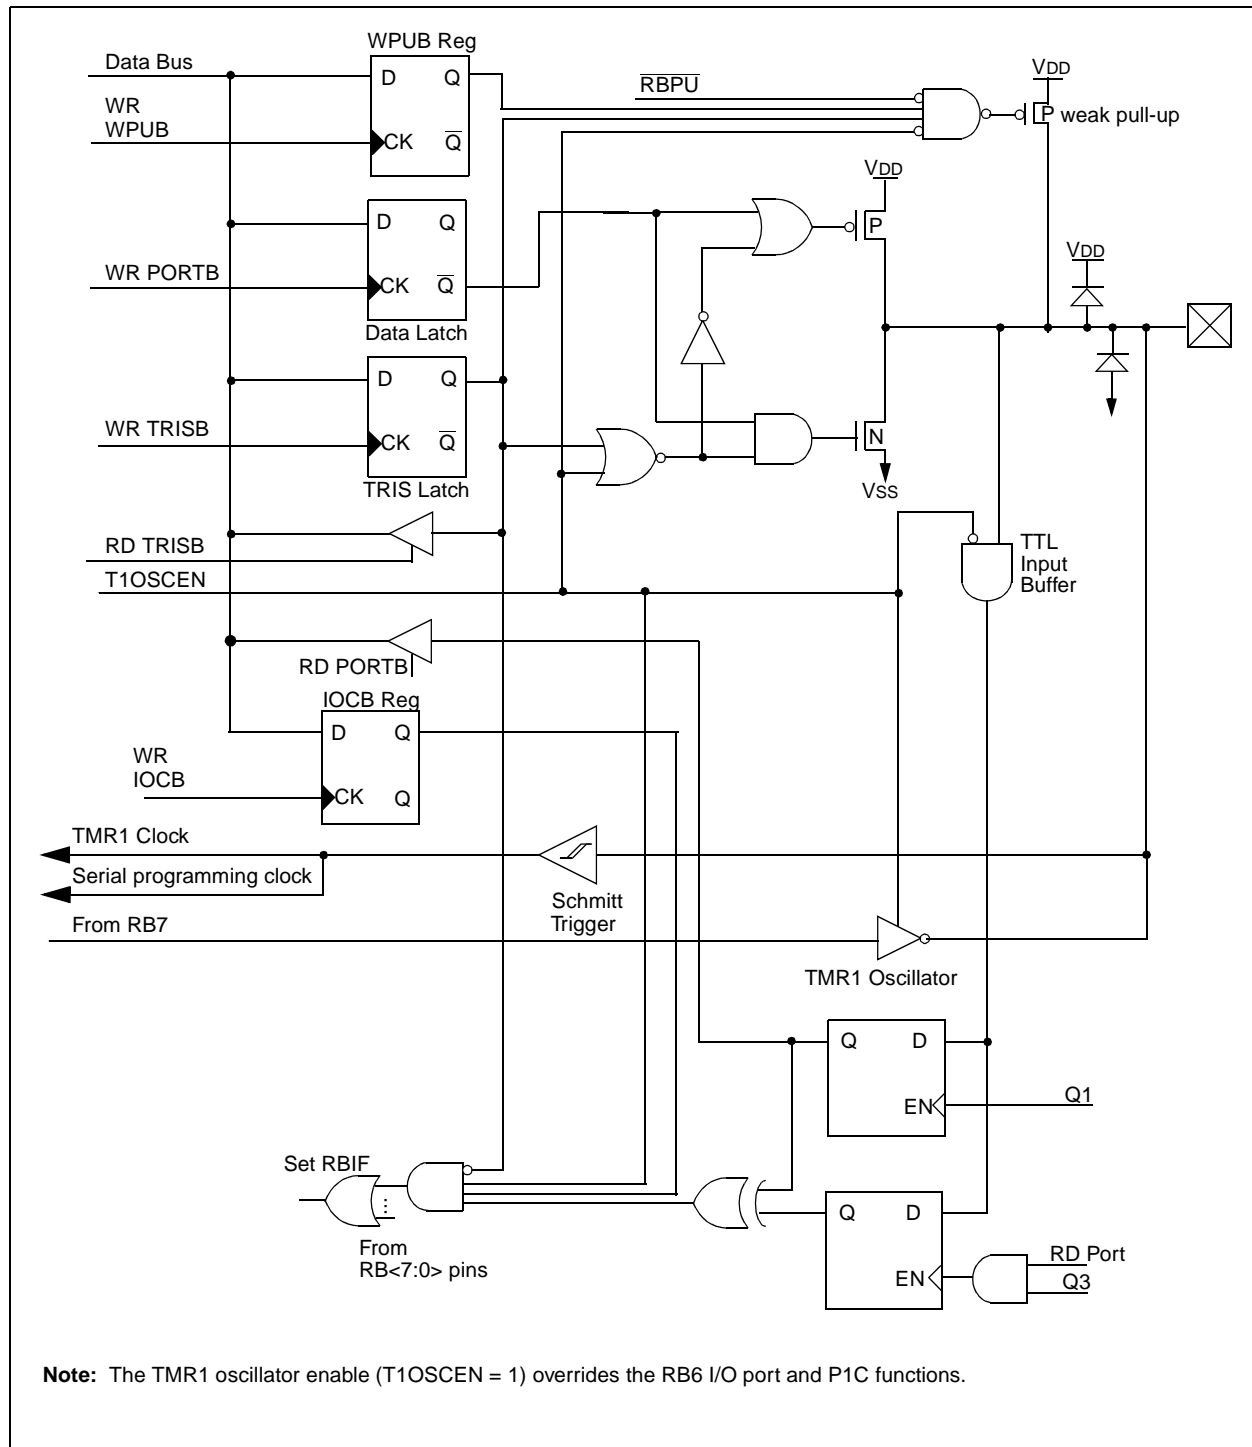 WPUB Reg
Data Bus
D Q
WR
WPUB
CK Q̅
R̅B̅P̅U̅
VDD
P weak pull-up
VDD
P
D Q
WR PORTB
CK Q̅
Data Latch
VDD
D Q
WR TRISB
CK Q̅
TRIS Latch
N
VSS
RD TRISB
T1OSCEN
TTL
Input
Buffer
RD PORTB
IOCB Reg
D Q
WR
IOCB
CK Q
TMR1 Clock
Serial programming clock
Schmitt
Trigger
From RB7
TMR1 Oscillator
Q D
EN
Q1
Set RBIF
...
From
RB<7:0> pins
Q D
EN
RD Port
Q3
Note: The TMR1 oscillator enable (T1OSCEN = 1) overrides the RB6 I/O port and P1C functions.